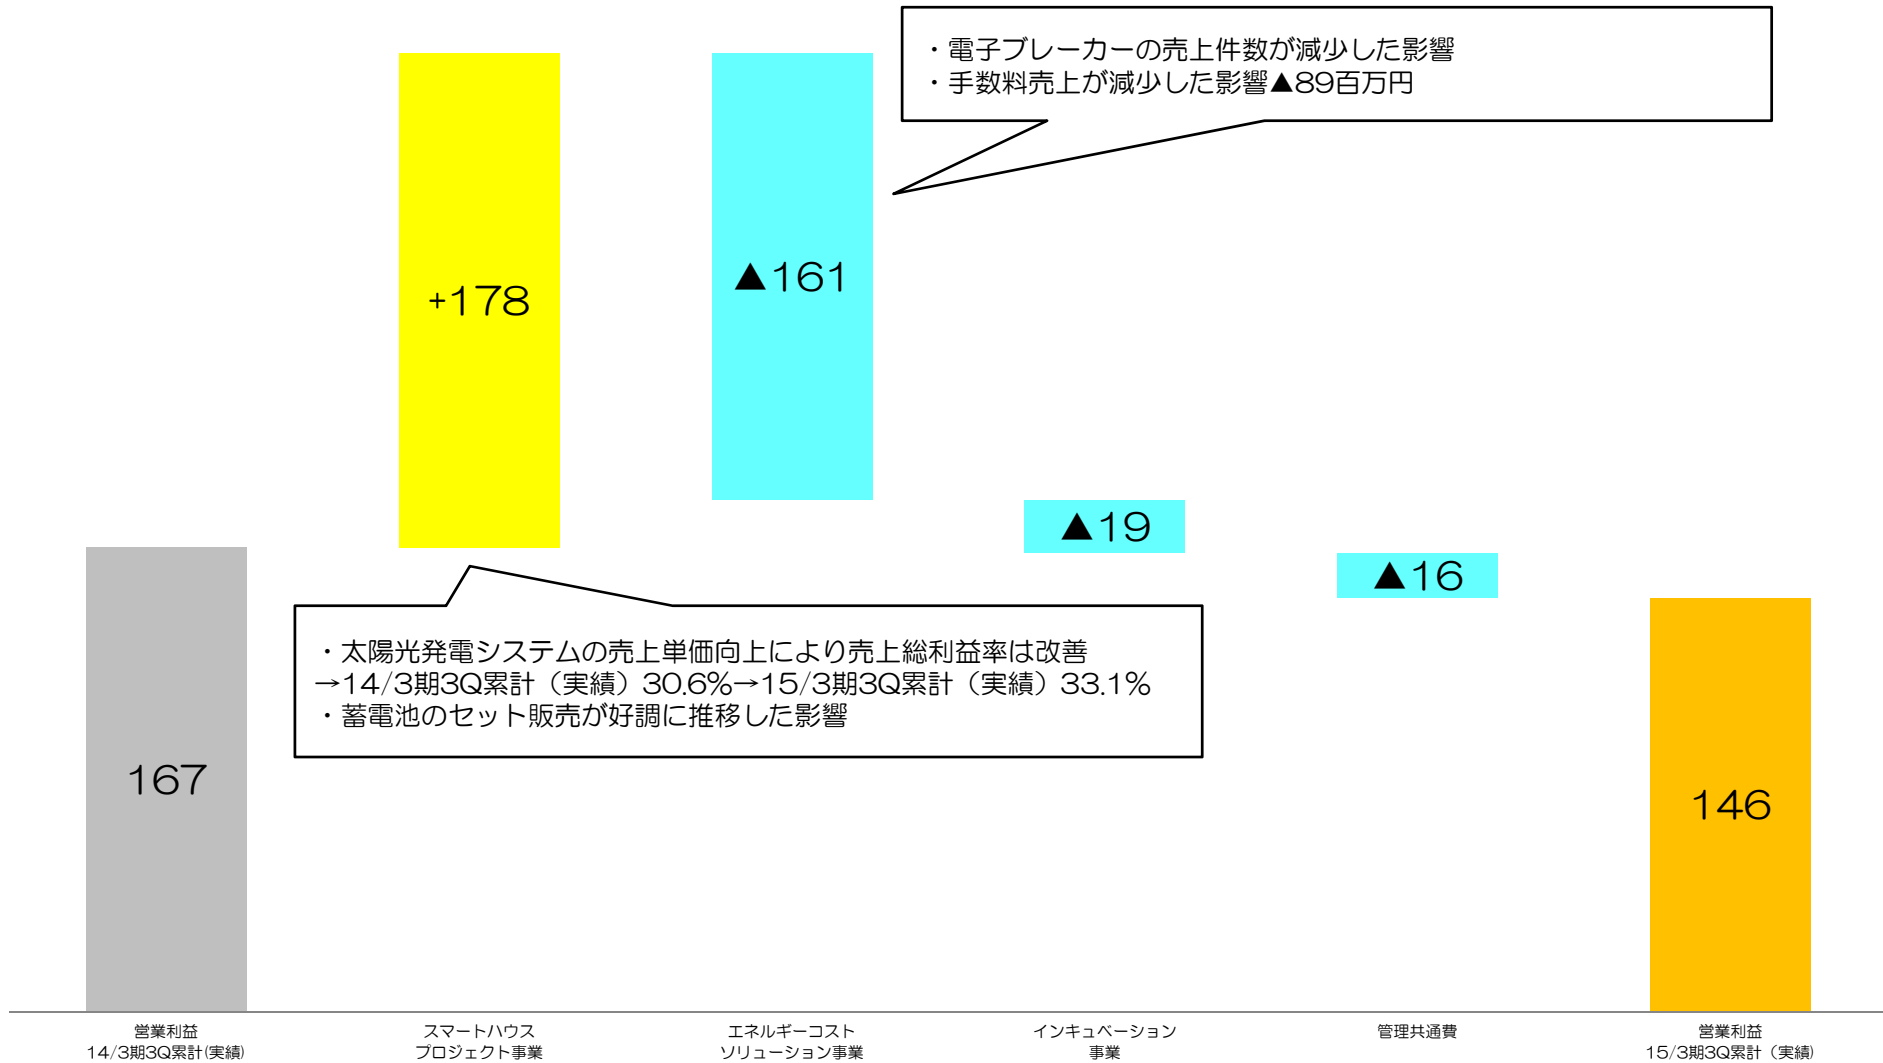 ・電子ブレーカーの売上件数が減少した影響
・手数料売上が減少した影響▲89百万円
+178
▲161
▲19
▲16
・太陽光発電システムの売上単価向上により売上総利益率は改善
→14/3期3Q累計（実績）30.6%→15/3期3Q累計（実績）33.1%
・蓄電池のセット販売が好調に推移した影響
167
146
営業利益
14/3期3Q累計(実績)
スマートハウス
プロジェクト事業
エネルギーコスト
ソリューション事業
インキュベーション
事業
管理共通費
営業利益
15/3期3Q累計（実績)